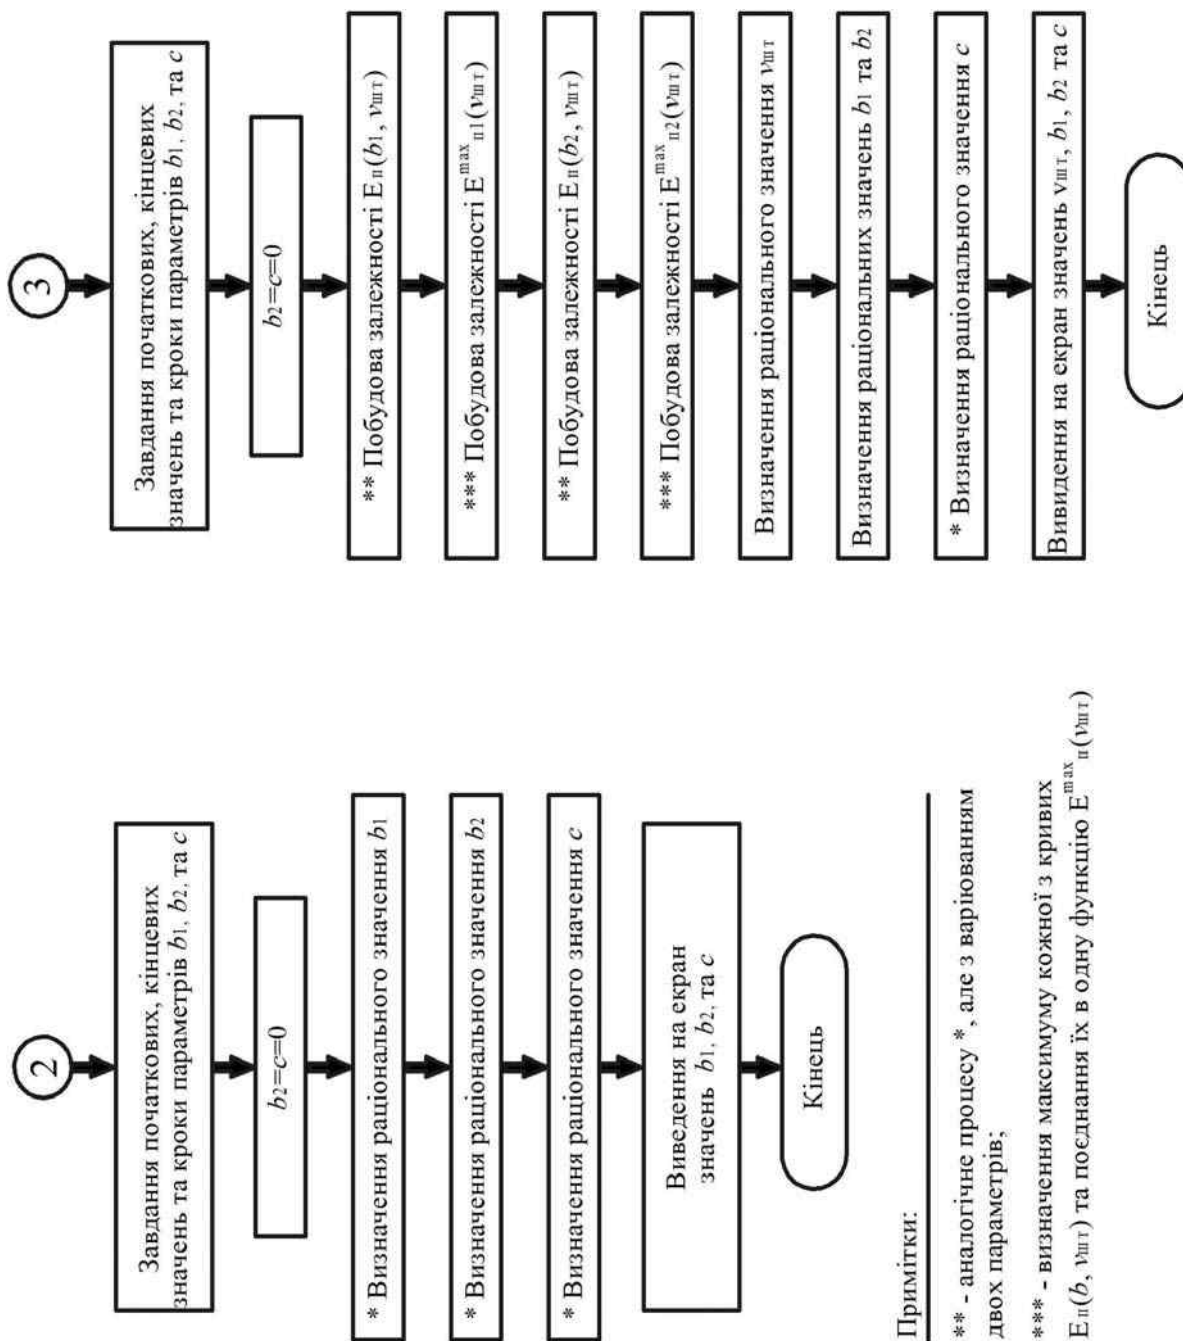 2
Завдання початкових, кінцевих
значень та кроки параметрів b1, b2, та c
b2=c=0
* Визначення раціонального значення b1
* Визначення раціонального значення b2
* Визначення раціонального значення c
Виведення на екран
значень b1, b2, та c
Кінець
Примітки:
** - аналогічне процесу *, але з варіюванням
двох параметрів;
*** - визначення максимуму кожної з кривих
Eп(b, vшт) та поєднання їх в одну функцію E^max п(vшт)
3
Завдання початкових, кінцевих
значень та кроки параметрів b1, b2, та c
b2=c=0
** Побудова залежності Eп(b1, vшт)
*** Побудова залежності E^max п1(vшт)
** Побудова залежності Eп(b2, vшт)
*** Побудова залежності E^max п2(vшт)
Визначення раціонального значення vшт
Визначення раціональних значень b1 та b2
* Визначення раціонального значення c
Вивидення на екран значень vшт, b1, b2 та c
Кінець